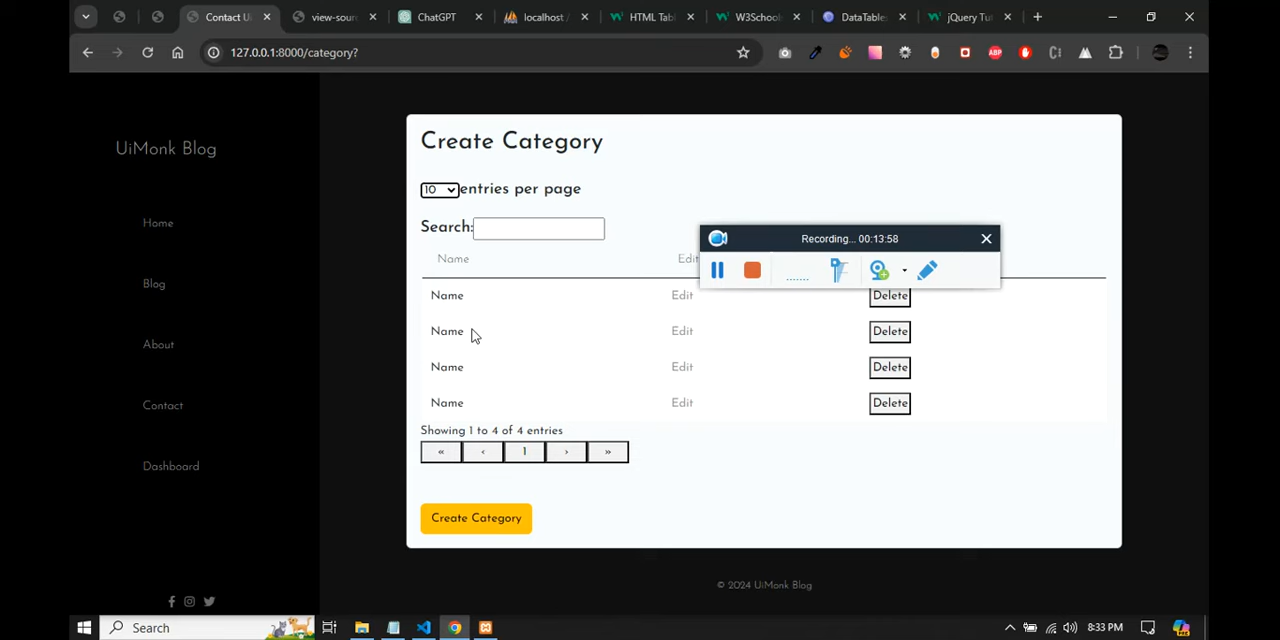 Contact U
view-sour
ChatGPT
localhost /
HTML Tab
W3School
DataTable
jQuery Tu
127.0.0.1:8000/category?
ABP
UiMonk Blog
Home
Blog
About
Contact
Dashboard
Create Category
10 entries per page
Search:
Recording... 00:13:58
Name Edit
Name Edit Delete
Name Edit Delete
Name Edit Delete
Name Edit Delete
Showing 1 to 4 of 4 entries
« ‹ 1 › »
Create Category
© 2024 UiMonk Blog
Search
8:33 PM